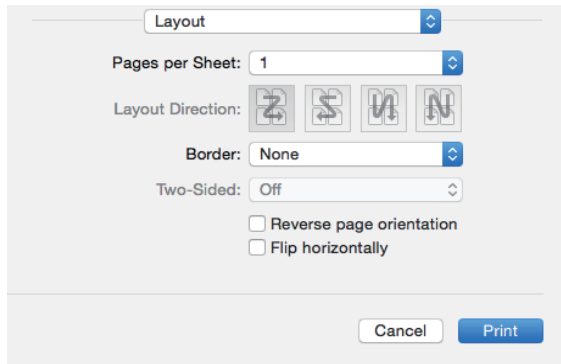 Layout
Pages per Sheet: 1
Layout Direction:
Border: None
Two-Sided: Off
Reverse page orientation
Flip horizontally
Cancel Print